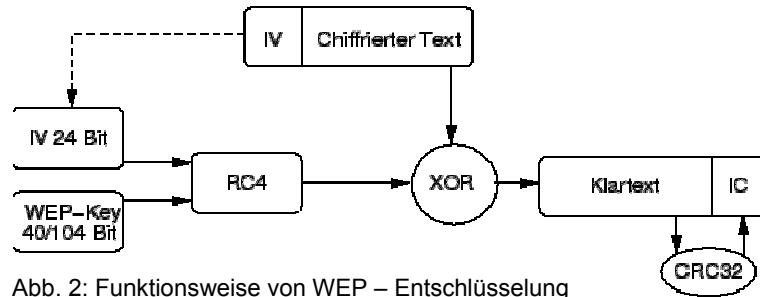 IV Chiffrierter Text
IV 24 Bit
RC4
XOR
Klartext IC
WEP-Key
40/104 Bit
CRC32
Abb. 2: Funktionsweise von WEP – Entschlüsselung